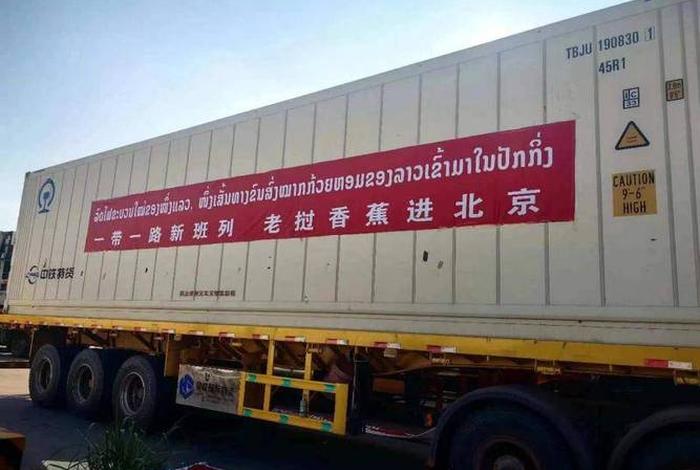 TBJU 190830 1
45R1
ລົດໄຟຂະບວນໃໝ່ຂອງໜຶ່ງແລວ, ໜຶ່ງເສັ້ນທາງຂົນສົ່ງໝາກກ້ວຍຫອມຂອງລາວເຂົ້າມາໃນປັກກິ່ງ
一带一路新班列 老挝香蕉进北京
CAUTION
9'-6"
HIGH
中铁特货